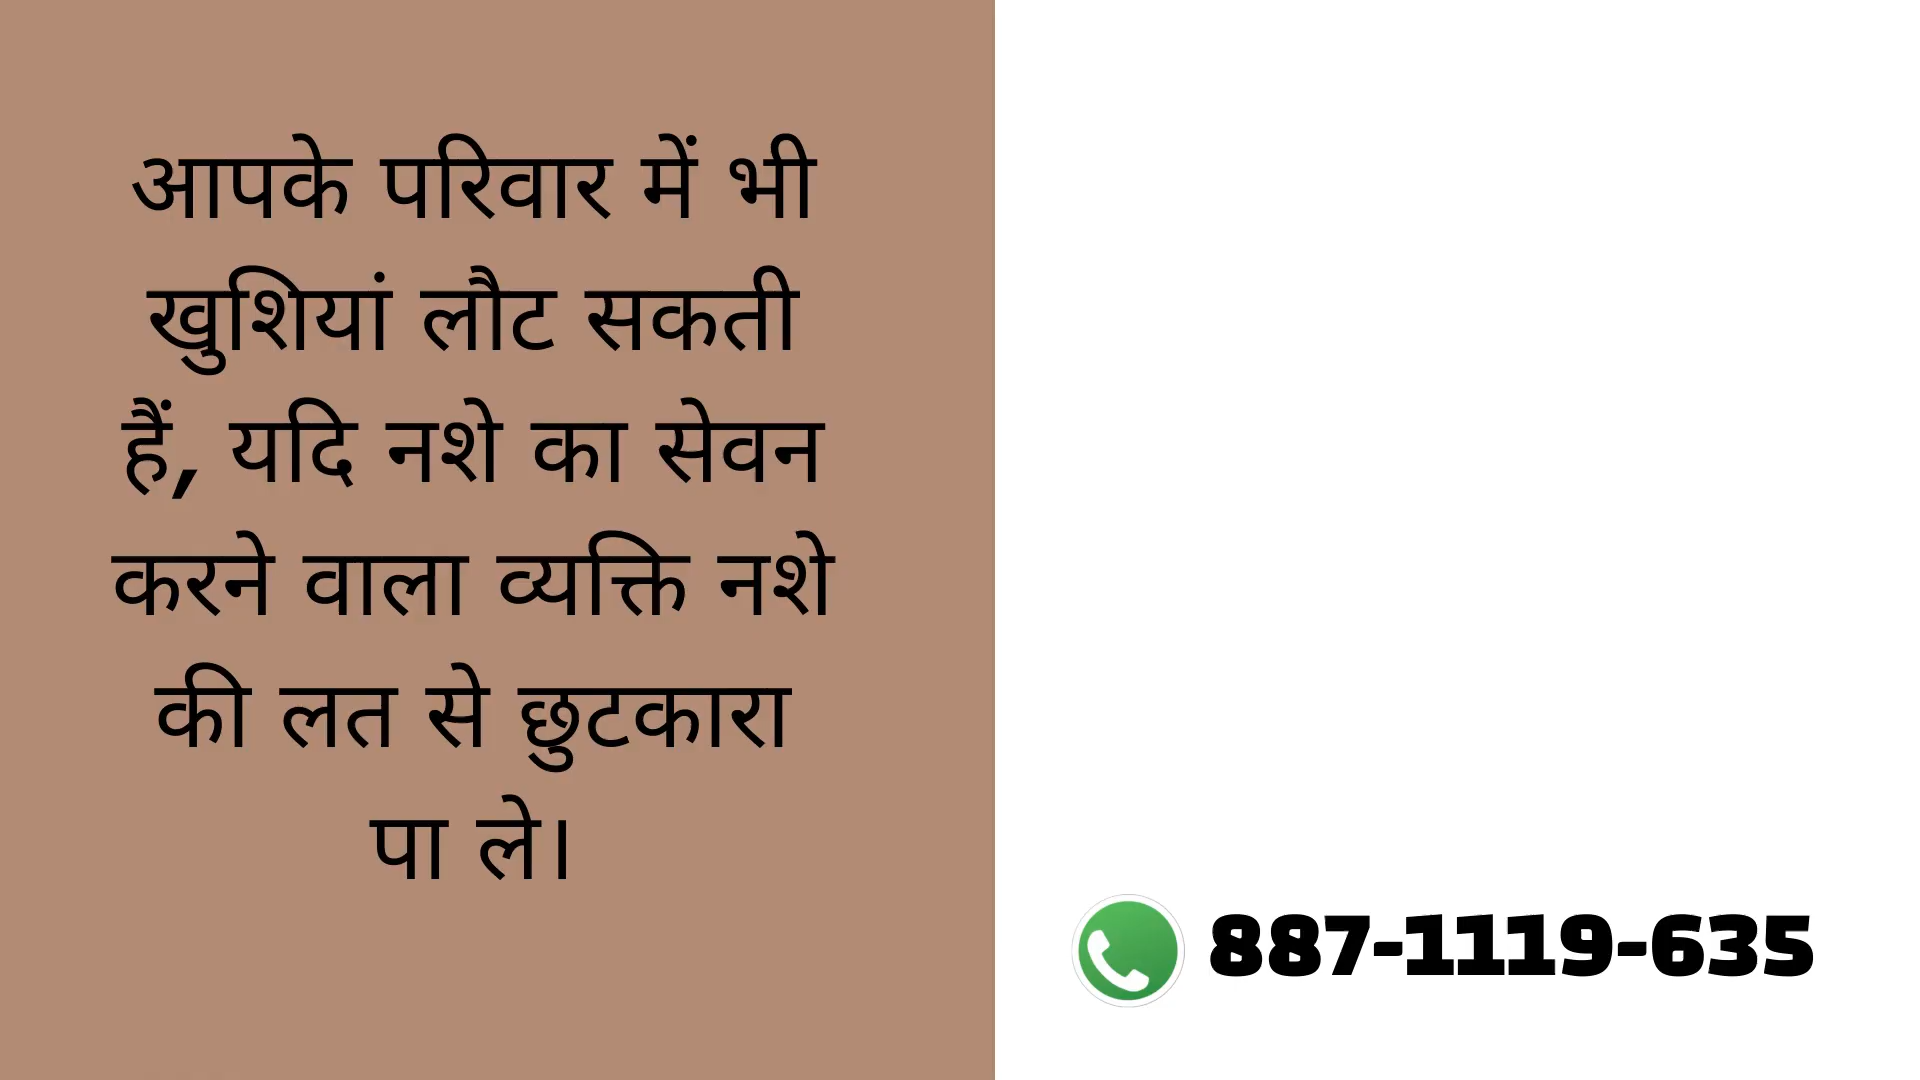 आपके परिवार में भी
खुशियां लौट सकती
हैं, यदि नशे का सेवन
करने वाला व्यक्ति नशे
की लत से छुटकारा
पा ले।
887-1119-635